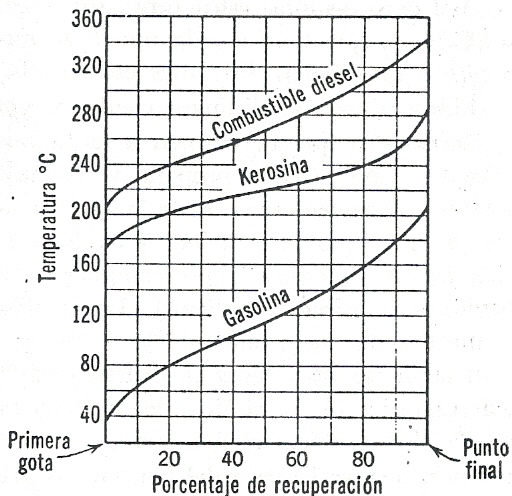 360
320
280
240
200
160
120
80
40
Temperatura °C
Combustible diesel
Kerosina
Gasolina
Primera
gota
20
40
60
80
Punto
final
Porcentaje de recuperación